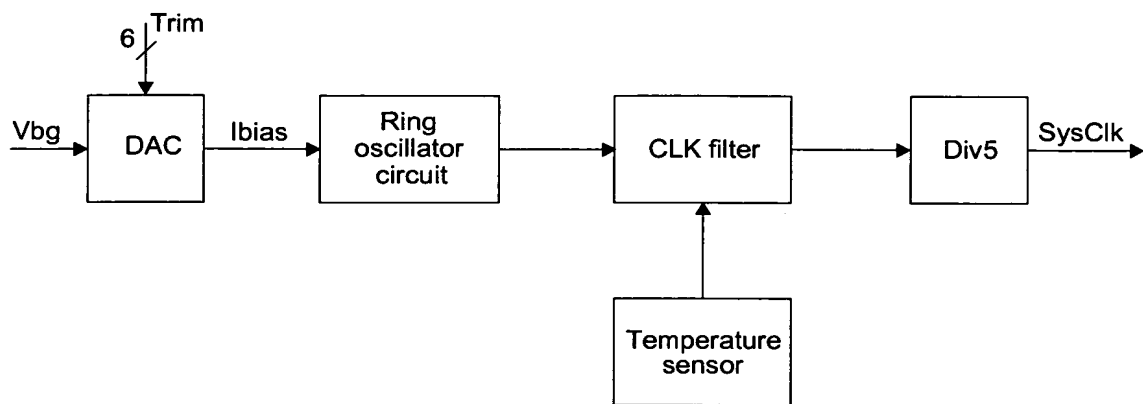 6 Trim
Vbg
DAC
Ibias
Ring
oscillator
circuit
CLK filter
Div5
SysClk
Temperature
sensor